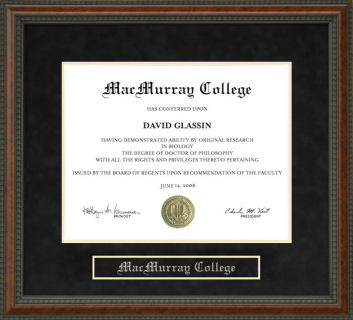 MacMurray College
HAS CONFERRED UPON
DAVID GLASSIN
HAVING DEMONSTRATED ABILITY BY ORIGINAL RESEARCH
IN BIOLOGY
THE DEGREE OF DOCTOR OF PHILOSOPHY
WITH ALL THE RIGHTS AND PRIVILEGES THERETO PERTAINING
ISSUED BY THE BOARD OF REGENTS UPON RECOMMENDATION OF THE FACULTY
JUNE 14, 2006
PROVOST
PRESIDENT
MacMurray College